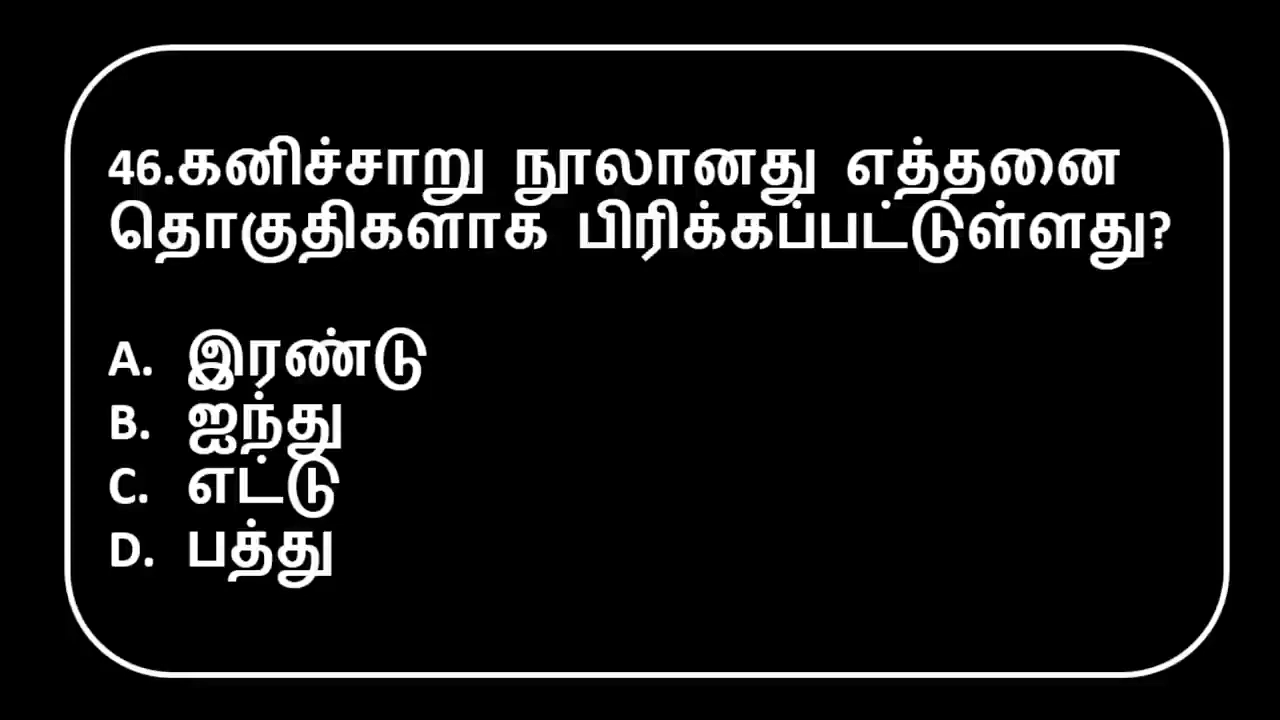 46.கனிச்சாறு நூலானது எத்தனை
தொகுதிகளாக பிரிக்கப்பட்டுள்ளது?
A. இரண்டு
B. ஐந்து
C. எட்டு
D. பத்து